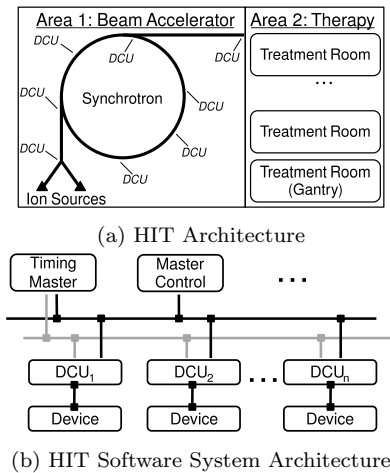 Area 1: Beam Accelerator
Area 2: Therapy
DCU
DCU
DCU
Treatment Room
...
DCU
Synchrotron
DCU
Treatment Room
DCU
DCU
DCU
Treatment Room
(Gantry)
Ion Sources
(a) HIT Architecture
Timing
Master
Master
Control
...
DCU1
DCU2
...
DCUn
Device
Device
Device
(b) HIT Software System Architecture